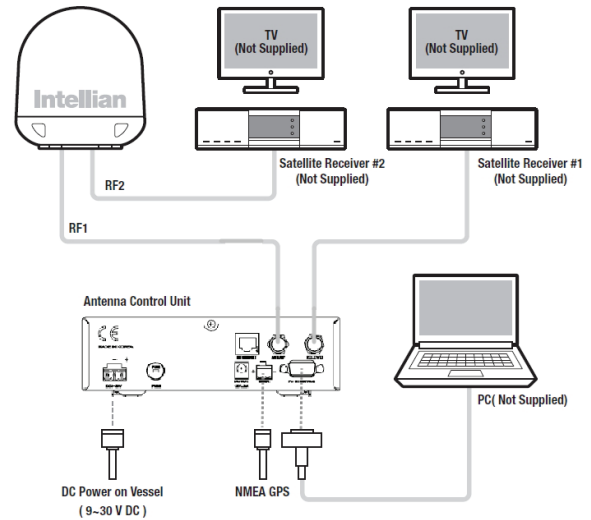 Intellian
TV
(Not Supplied)
TV
(Not Supplied)
Satellite Receiver #2
(Not Supplied)
Satellite Receiver #1
(Not Supplied)
RF2
RF1
Antenna Control Unit
CE
PC( Not Supplied)
DC Power on Vessel
( 9~30 V DC )
NMEA GPS